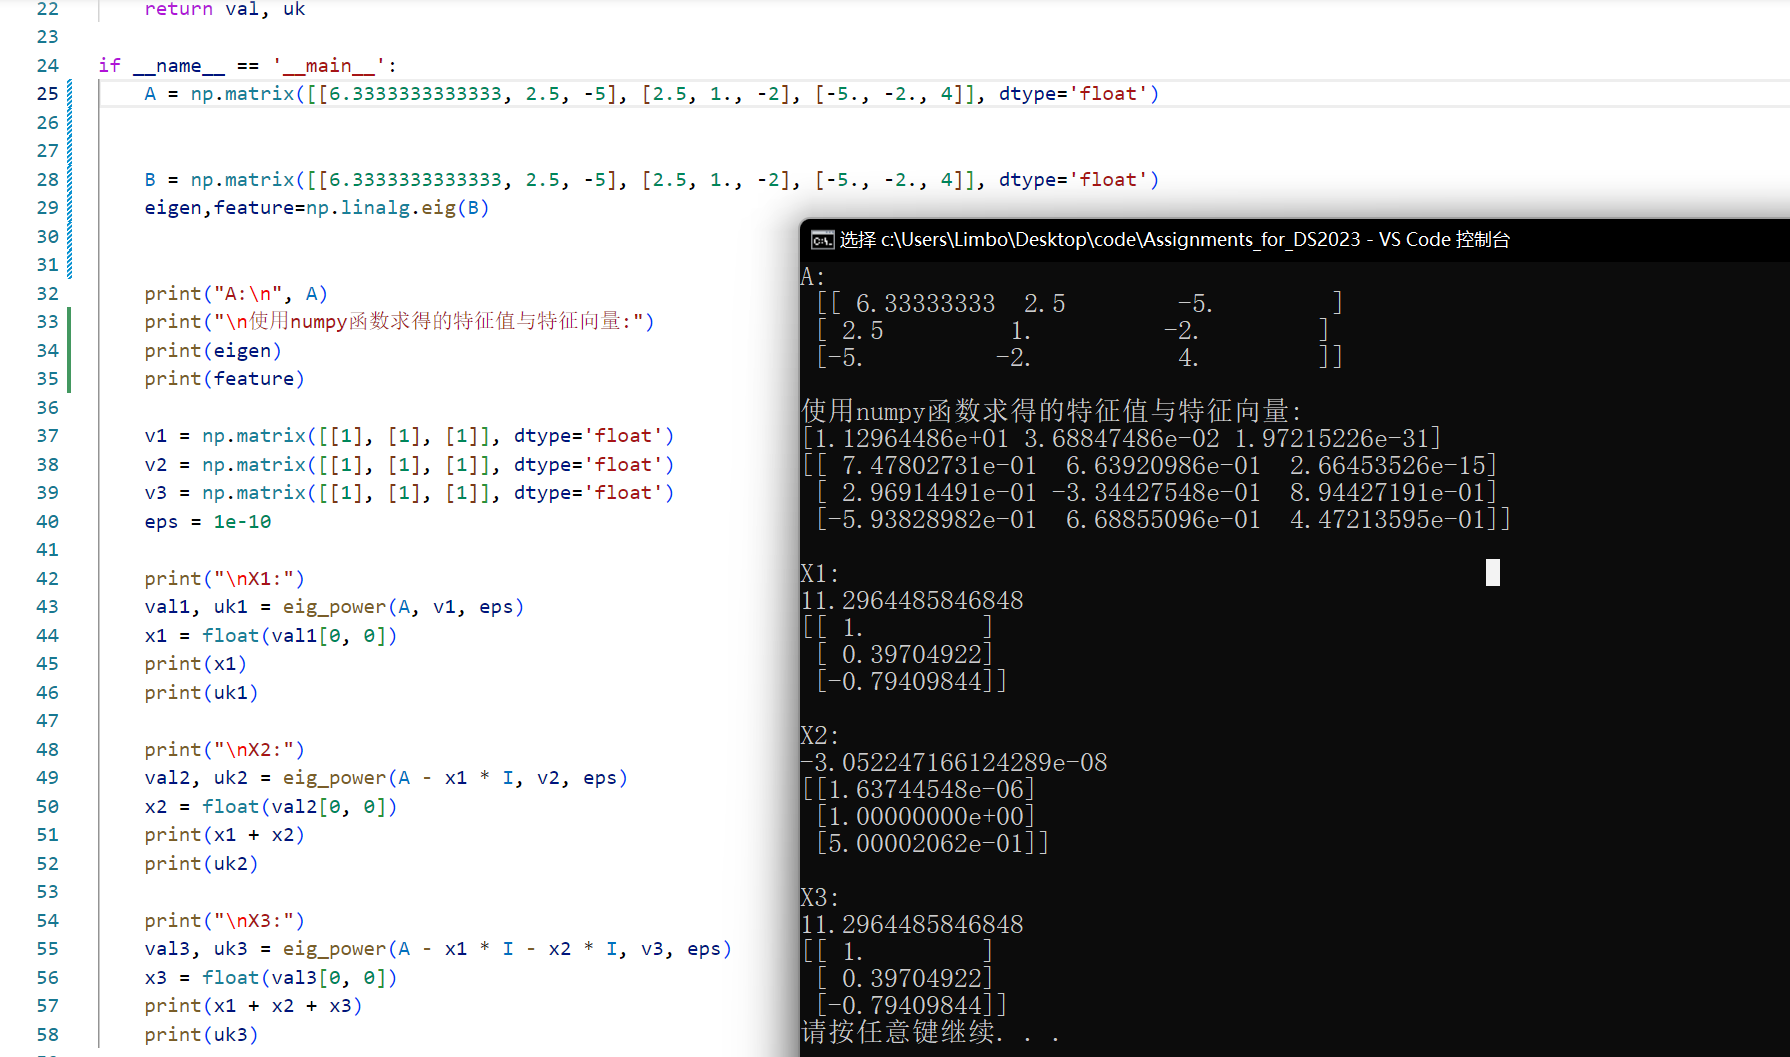 22 return val, uk
23
24 if __name__ == '__main__':
25 A = np.matrix([[6.3333333333333, 2.5, -5], [2.5, 1., -2], [-5., -2., 4]], dtype='float')
26
27
28 B = np.matrix([[6.3333333333333, 2.5, -5], [2.5, 1., -2], [-5., -2., 4]], dtype='float')
29 eigen,feature=np.linalg.eig(B)
30
31
32 print("A:\n", A)
33 print("\n使用numpy函数求得的特征值与特征向量:")
34 print(eigen)
35 print(feature)
36
37 v1 = np.matrix([[1], [1], [1]], dtype='float')
38 v2 = np.matrix([[1], [1], [1]], dtype='float')
39 v3 = np.matrix([[1], [1], [1]], dtype='float')
40 eps = 1e-10
41
42 print("\nX1:")
43 val1, uk1 = eig_power(A, v1, eps)
44 x1 = float(val1[0, 0])
45 print(x1)
46 print(uk1)
47
48 print("\nX2:")
49 val2, uk2 = eig_power(A - x1 * I, v2, eps)
50 x2 = float(val2[0, 0])
51 print(x1 + x2)
52 print(uk2)
53
54 print("\nX3:")
55 val3, uk3 = eig_power(A - x1 * I - x2 * I, v3, eps)
56 x3 = float(val3[0, 0])
57 print(x1 + x2 + x3)
58 print(uk3)
选择 c:\Users\Limbo\Desktop\code\Assignments_for_DS2023 - VS Code 控制台
A:
[[ 6.33333333 2.5 -5. ]
[ 2.5 1. -2. ]
[-5. -2. 4. ]]
使用numpy函数求得的特征值与特征向量:
[1.12964486e+01 3.68847486e-02 1.97215226e-31]
[[ 7.47802731e-01 6.63920986e-01 2.66453526e-15]
[ 2.96914491e-01 -3.34427548e-01 8.94427191e-01]
[-5.93828982e-01 6.68855096e-01 4.47213595e-01]]
X1:
11.2964485846848
[[ 1. ]
[ 0.39704922]
[-0.79409844]]
X2:
-3.052247166124289e-08
[[1.63744548e-06]
[1.00000000e+00]
[5.00002062e-01]]
X3:
11.2964485846848
[[ 1. ]
[ 0.39704922]
[-0.79409844]]
请按任意键继续. . .